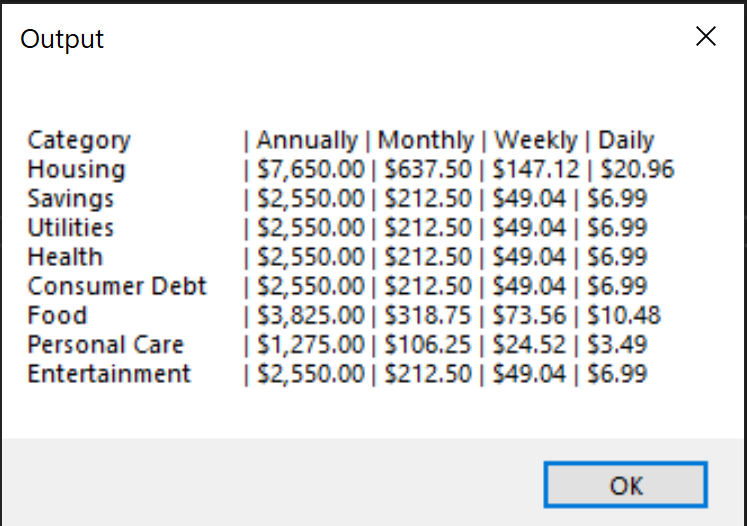 Output
Category | Annually | Monthly | Weekly | Daily
Housing | $7,650.00 | $637.50 | $147.12 | $20.96
Savings | $2,550.00 | $212.50 | $49.04 | $6.99
Utilities | $2,550.00 | $212.50 | $49.04 | $6.99
Health | $2,550.00 | $212.50 | $49.04 | $6.99
Consumer Debt | $2,550.00 | $212.50 | $49.04 | $6.99
Food | $3,825.00 | $318.75 | $73.56 | $10.48
Personal Care | $1,275.00 | $106.25 | $24.52 | $3.49
Entertainment | $2,550.00 | $212.50 | $49.04 | $6.99
OK